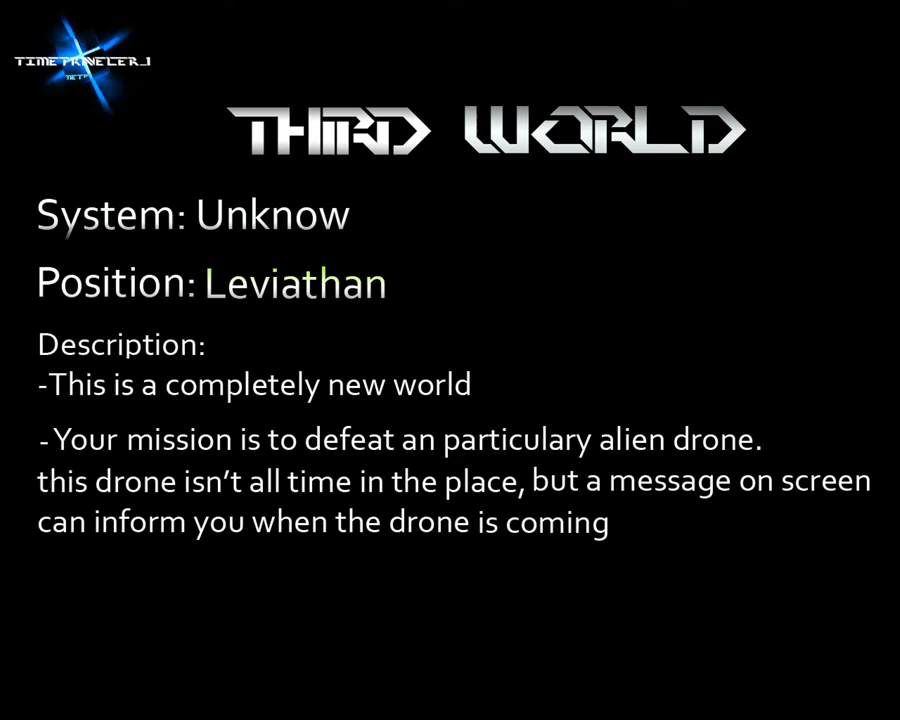 TIMETRAVELER_1
THIRD WORLD
System: Unknow
Position: Leviathan
Description:
-This is a completely new world
- Your mission is to defeat an particulary alien drone.
this drone isn't all time in the place, but a message on screen
can inform you when the drone is coming